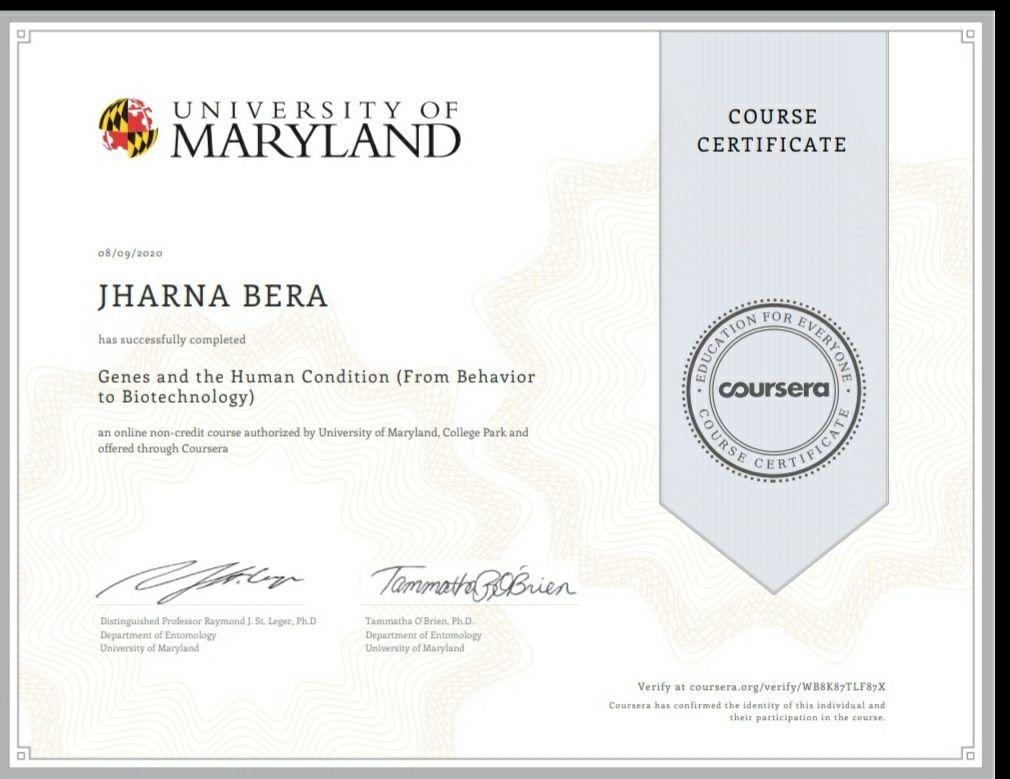 UNIVERSITY OF
MARYLAND
COURSE
CERTIFICATE
08/09/2020
JHARNA BERA
has successfully completed
Genes and the Human Condition (From Behavior
to Biotechnology)
an online non-credit course authorized by University of Maryland, College Park and
offered through Coursera
EDUCATION FOR EVERYONE
coursera
COURSE CERTIFICATE
Tammatha O'Brien
Distinguished Professor Raymond J. St. Leger, Ph.D
Department of Entomology
University of Maryland
Tammatha O'Brien, Ph.D.
Department of Entomology
University of Maryland
Verify at coursera.org/verify/WB8K87TLF87X
Coursera has confirmed the identity of this individual and
their participation in the course.